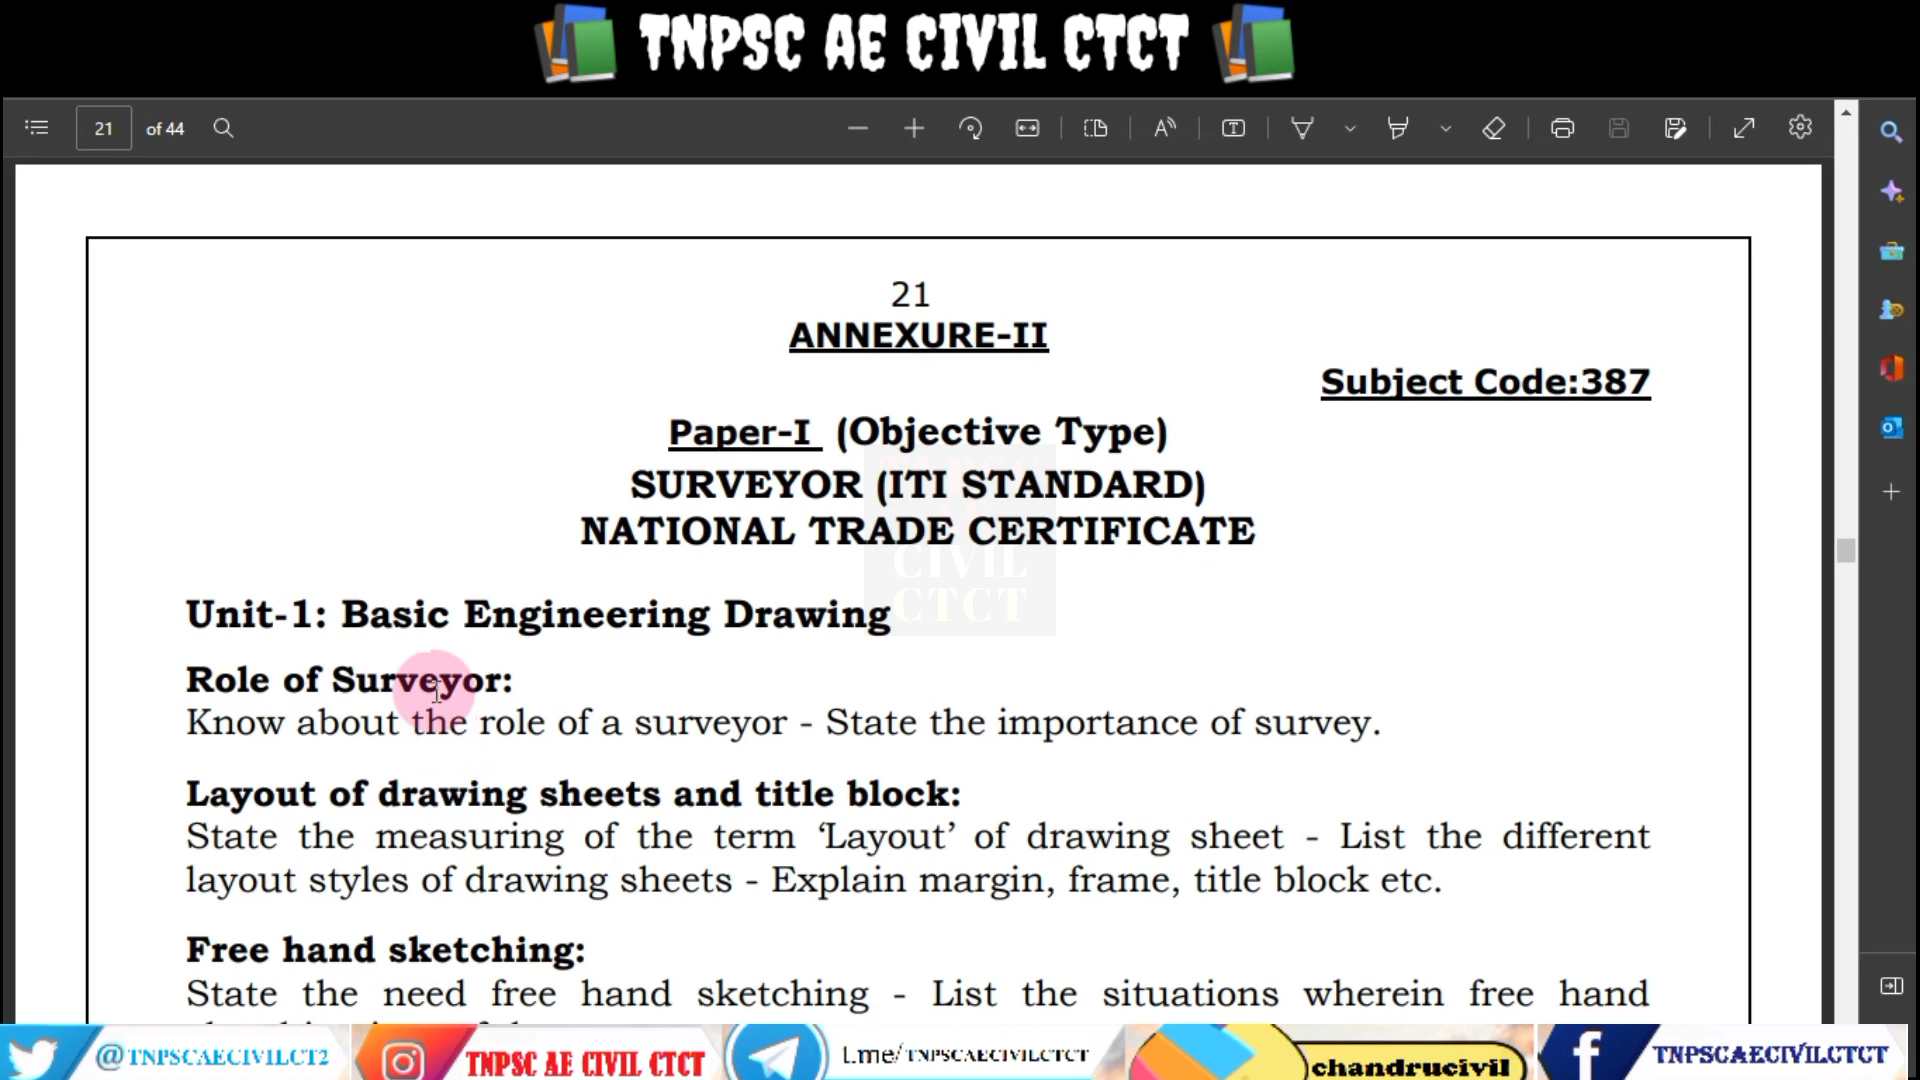 TNPSC AE CIVIL CTCT
21 of 44
21
ANNEXURE-II
Subject Code:387
Paper-I (Objective Type)
SURVEYOR (ITI STANDARD)
NATIONAL TRADE CERTIFICATE
CIVIL
CTCT
Unit-1: Basic Engineering Drawing
Role of Surveyor:
Know about the role of a surveyor - State the importance of survey.
Layout of drawing sheets and title block:
State the measuring of the term ‘Layout’ of drawing sheet - List the different
layout styles of drawing sheets - Explain margin, frame, title block etc.
Free hand sketching:
State the need free hand sketching - List the situations wherein free hand
@TNPSCAECIVILCT2
TNPSC AE CIVIL CTCT
t.me/TNPSCAECIVILCTCT
chandrucivil
TNPSCAECIVILCTCT